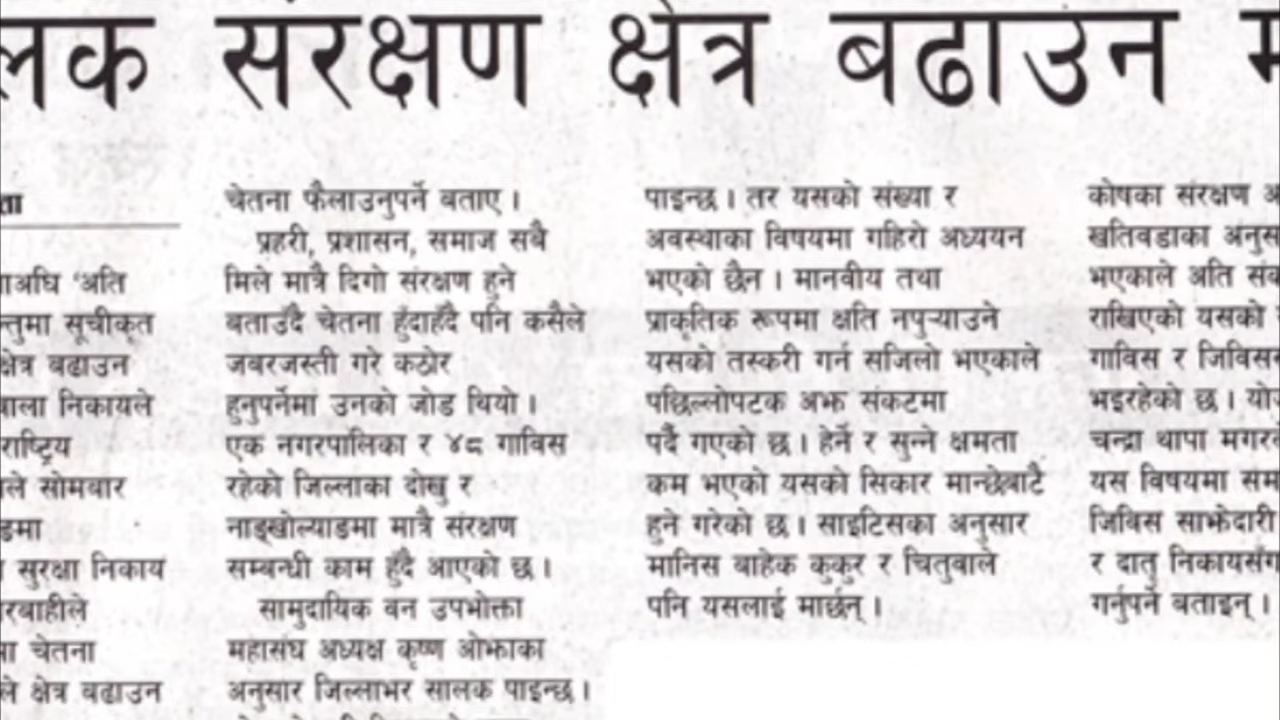 लक संरक्षण क्षेत्र बढाउन
ता
अघि 'अति
सूचीकृत
क्षेत्र बढाउन
वाला निकायले
राष्ट्रिय
ले सोमबार
डमा
सुरक्षा निकाय
रबाहीले
चेतना
ले क्षेत्र बढाउन
चेतना फैलाउनुपर्ने बताए ।
प्रहरी, प्रशासन, समाज सबै
मिले मात्रै दिगो संरक्षण हुने
बताउँदै चेतना हुँदाहुँदै पनि कसैले
जबरजस्ती गरे कठोर
हुनुपर्नेमा उनको जोड थियो ।
एक नगरपालिका र ४८ गाविस
रहेको जिल्लाका दोखु र
नाङ्खोल्याङमा मात्रै संरक्षण
सम्बन्धी काम हुँदै आएको छ ।
सामुदायिक वन उपभोक्ता
महासंघ अध्यक्ष कृष्ण ओझाका
अनुसार जिल्लाभर सालक पाइन्छ ।
पाइन्छ । तर यसको संख्या र
अवस्थाका विषयमा गहिरो अध्ययन
भएको छैन । मानवीय तथा
प्राकृतिक रूपमा क्षति नपुऱ्याउने
यसको तस्करी गर्न सजिलो भएकाले
पछिल्लोपटक अझ संकटमा
पर्दै गएको छ । हेर्ने र सुन्ने क्षमता
कम भएको यसको सिकार मान्छेबाटै
हुने गरेको छ । साइटिसका अनुसार
मानिस बाहेक कुकुर र चितुवाले
पनि यसलाई मार्छन् ।
कोषका संरक्षण
खतिवडाका अनुस
भएकाले अति संक
राखिएको यसको
गाविस र जिविस
भइरहेको छ । यो
चन्द्रा थापा मगर
यस विषयमा सम
जिविस साझेदारी
र दातृ निकायसँग
गर्नुपर्ने बताइन् ।